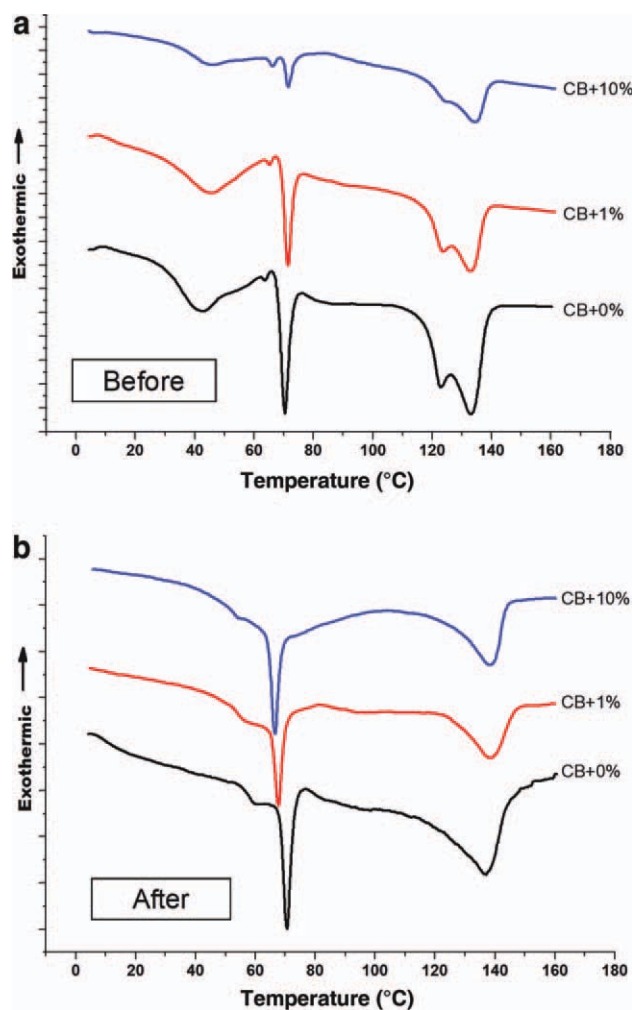 a
CB+10%
CB+1%
CB+0%
Exothermic
Before
0 20 40 60 80 100 120 140 160 180
Temperature (°C)
b
CB+10%
CB+1%
CB+0%
Exothermic
After
0 20 40 60 80 100 120 140 160 180
Temperature (°C)